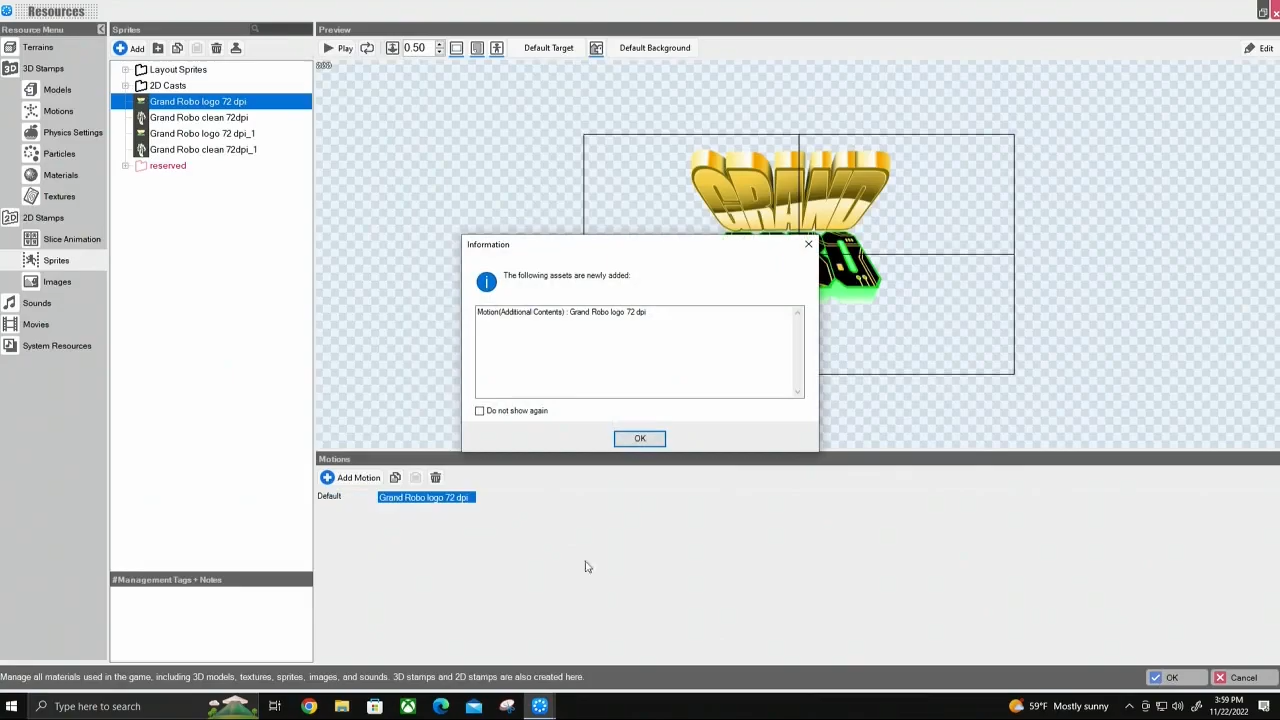 Resources
Resource Menu
Terrains
3D Stamps
Models
Motions
Physics Settings
Particles
Materials
Textures
2D Stamps
Slice Animation
Sprites
Images
Sounds
Movies
System Resources
Sprites
Add
Layout Sprites
2D Casts
Grand Robo logo 72 dpi
Grand Robo clean 72dpi
Grand Robo logo 72 dpi_1
Grand Robo clean 72dpi_1
reserved
#Management Tags + Notes
Preview
Play
0.50
Default Target
Default Background
Edit
GRAND
Information
The following assets are newly added:
Motion(Additional Contents) : Grand Robo logo 72 dpi
Do not show again
OK
Motions
Add Motion
Default
Grand Robo logo 72 dpi
Manage all materials used in the game, including 3D models, textures, sprites, images, and sounds. 3D stamps and 2D stamps are also created here.
OK
Cancel
Type here to search
59°F Mostly sunny
3:59 PM
11/22/2022